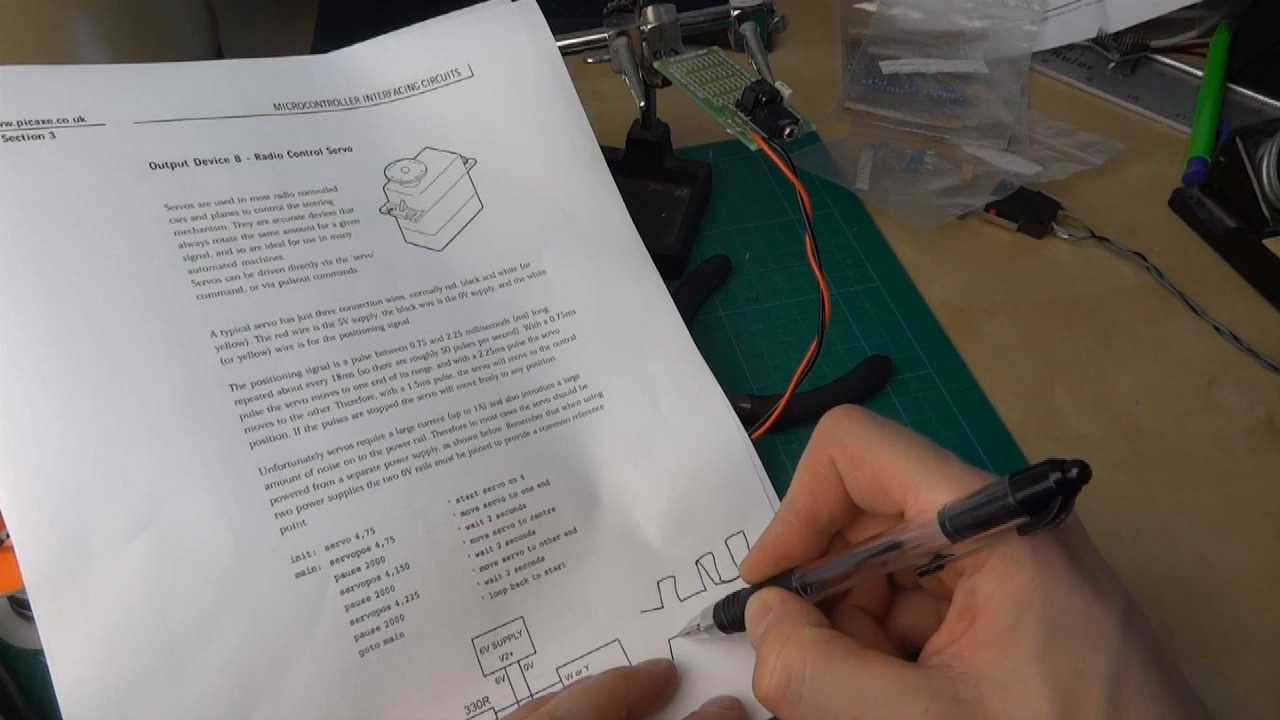 MICROCONTROLLER INTERFACING CIRCUITS
ww.picaxe.co.uk
Section 3
Output Device 8 - Radio Control Servo
Servos are used in most radio controlled
cars and planes to control the steering
mechanism. They are accurate devices that
always rotate the same amount for a given
signal, and so are ideal for use in many
automated machines.
Servos can be driven directly via the 'servo'
command, or via pulsout commands.
A typical servo has just three connection wires, normally red, black and white (or
yellow). The red wire is the 5V supply, the black wire is the 0V supply, and the white
(or yellow) wire is for the positioning signal.
The positioning signal is a pulse between 0.75 and 2.25 milliseconds (ms) long,
repeated about every 18ms (so there are roughly 50 pulses per second). With a 0.75ms
pulse the servo moves to one end of its range, and with a 2.25ms pulse the servo
moves to the other. Therefore, with a 1.5ms pulse, the servo will move to the central
position. If the pulses are stopped the servo will move freely to any position.
Unfortunately servos require a large current (up to 1A) and also introduce a large
amount of noise on to the power rail. Therefore in most cases the servo should be
powered from a separate power supply, as shown below. Remember that when using
two power supplies the two 0V rails must be joined to provide a common reference
point.
init: servo 4,75 ' start servo on 4
main: servopos 4,75 ' move servo to one end
pause 2000 ' wait 2 seconds
servopos 4,150 ' move servo to centre
pause 2000 ' wait 2 seconds
servopos 4,225 ' move servo to other end
pause 2000 ' wait 2 seconds
goto main ' loop back to start
6V SUPPLY
V2+
6V 0V
W or Y
330R